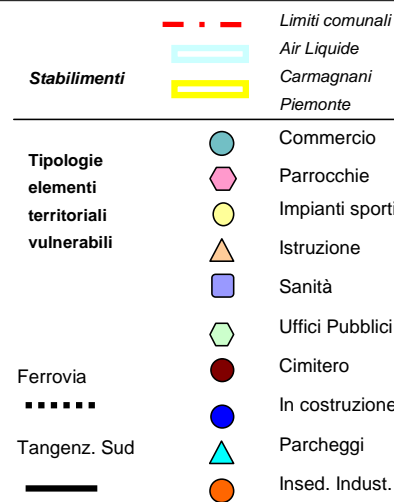 Limiti comunali
Air Liquide
Stabilimenti
Carmagnani
Piemonte
Tipologie
elementi
territoriali
vulnerabili
Commercio
Parrocchie
Impianti sporti
Istruzione
Sanità
Uffici Pubblici
Cimitero
Ferrovia
In costruzione
Tangenz. Sud
Parcheggi
Insed. Indust.